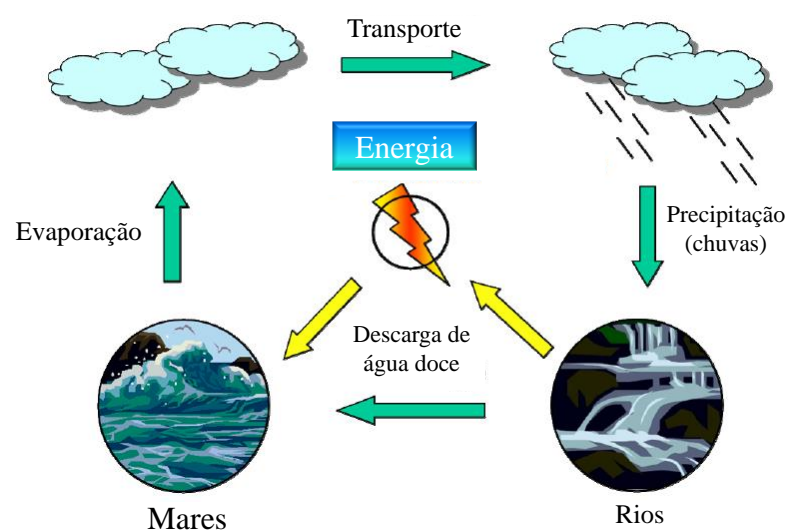 Transporte
Energia
Evaporação
Precipitação
(chuvas)
Descarga de
água doce
Mares
Rios